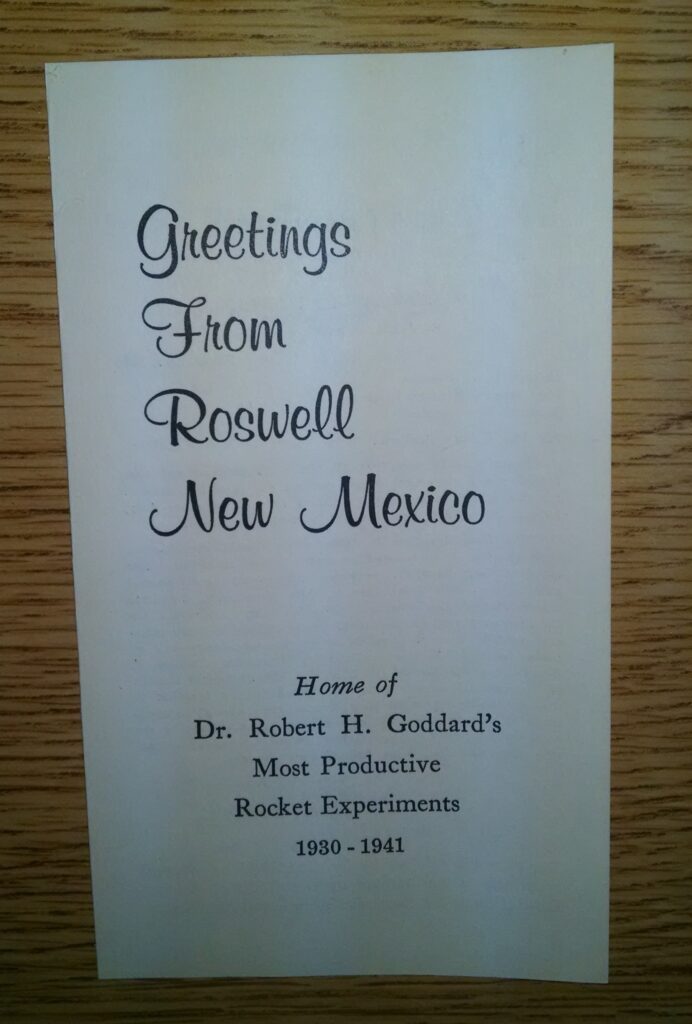 Greetings
From
Roswell
New Mexico
Home of
Dr. Robert H. Goddard's
Most Productive
Rocket Experiments
1930 - 1941